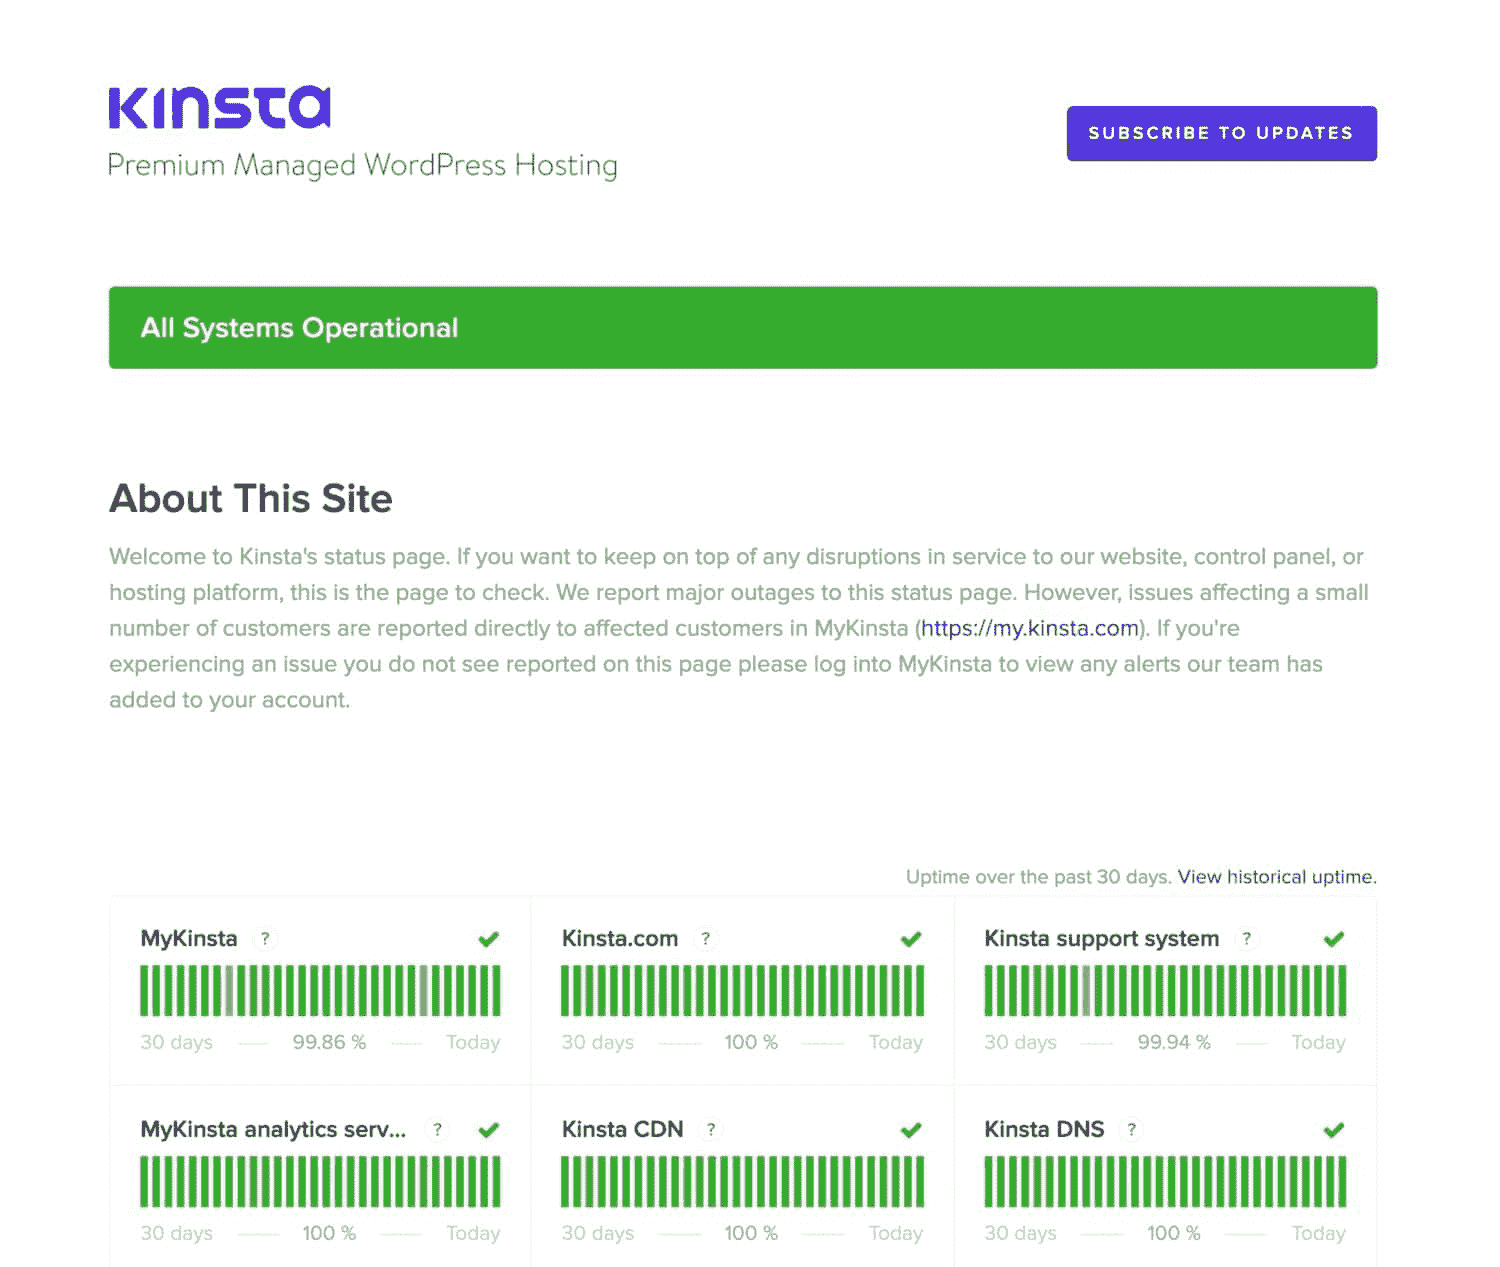 Kinsta
Premium Managed WordPress Hosting
SUBSCRIBE TO UPDATES
All Systems Operational
About This Site
Welcome to Kinsta's status page. If you want to keep on top of any disruptions in service to our website, control panel, or
hosting platform, this is the page to check. We report major outages to this status page. However, issues affecting a small
number of customers are reported directly to affected customers in MyKinsta (https://my.kinsta.com). If you're
experiencing an issue you do not see reported on this page please log into MyKinsta to view any alerts our team has
added to your account.
Uptime over the past 30 days. View historical uptime.
MyKinsta ?
30 days 99.86 % Today
Kinsta.com ?
30 days 100 % Today
Kinsta support system ?
30 days 99.94 % Today
MyKinsta analytics serv... ?
30 days 100 % Today
Kinsta CDN ?
30 days 100 % Today
Kinsta DNS ?
30 days 100 % Today